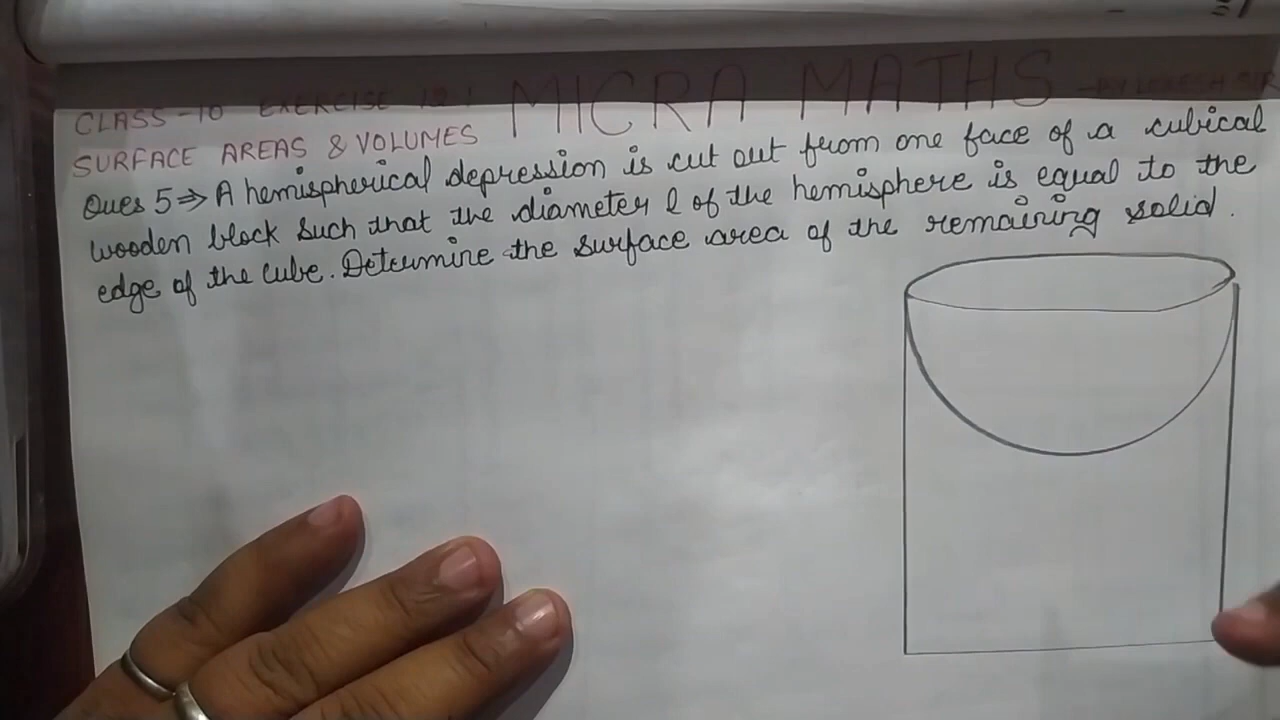 CLASS-10 EXERCISE 12.1 MICRA MATHS
SURFACE AREAS & VOLUMES
Ques 5⇒ A hemispherical depression is cut out from one face of a cubical
wooden block such that the diameter l of the hemisphere is equal to the
edge of the cube. Determine the surface area of the remaining solid.